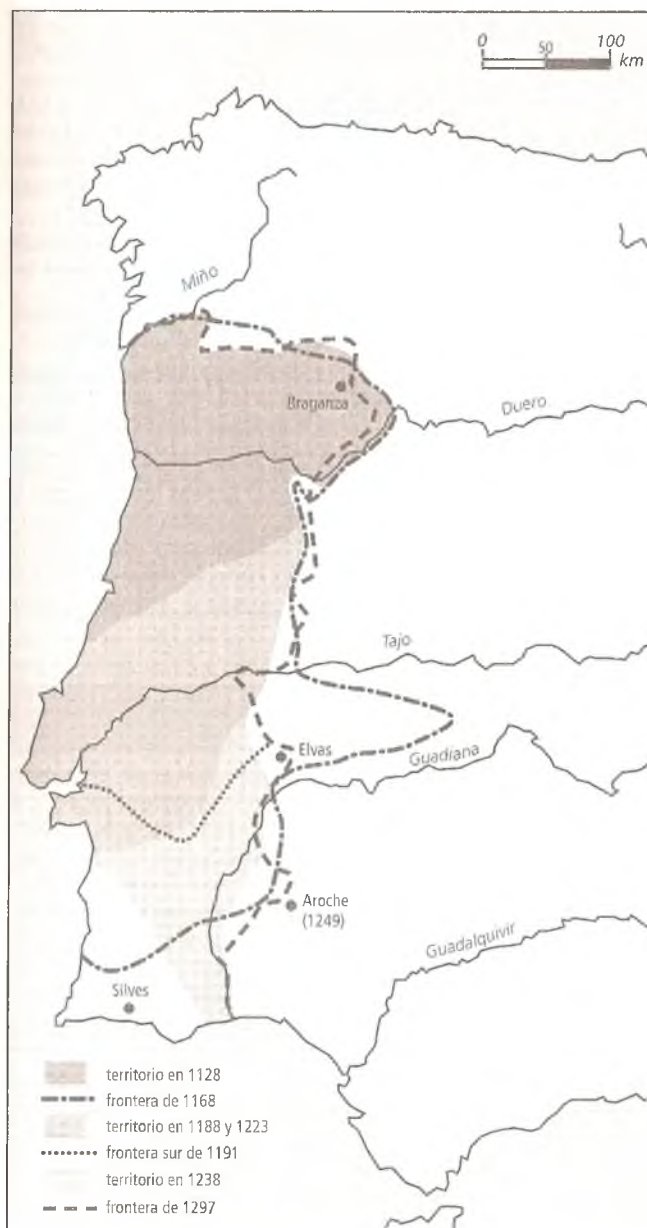 0 50 100
km
Miño
Braganza
Duero
Tajo
Elvas
Guadiana
Aroche
(1249)
Guadalquivir
Silves
territorio en 1128
frontera de 1168
territorio en 1188 y 1223
frontera sur de 1191
territorio en 1238
frontera de 1297